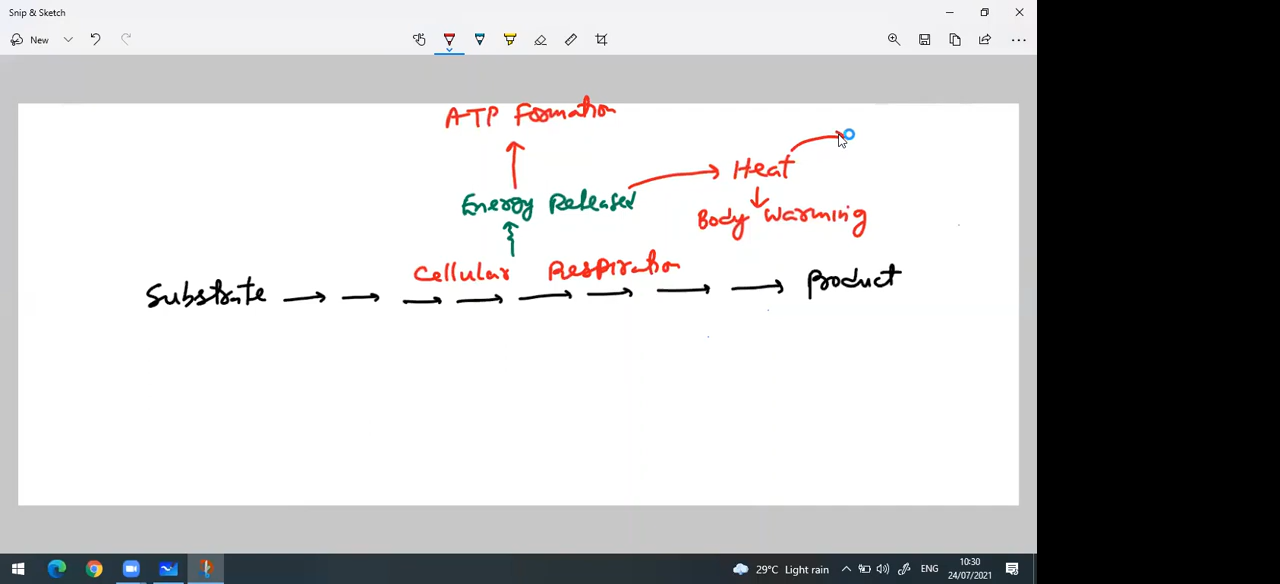 Snip & Sketch
New
ATP Formation
Heat
Energy Released
Body Warming
Cellular Respiration
Substrate
Product
29°C Light rain
ENG
10:30
24/07/2021